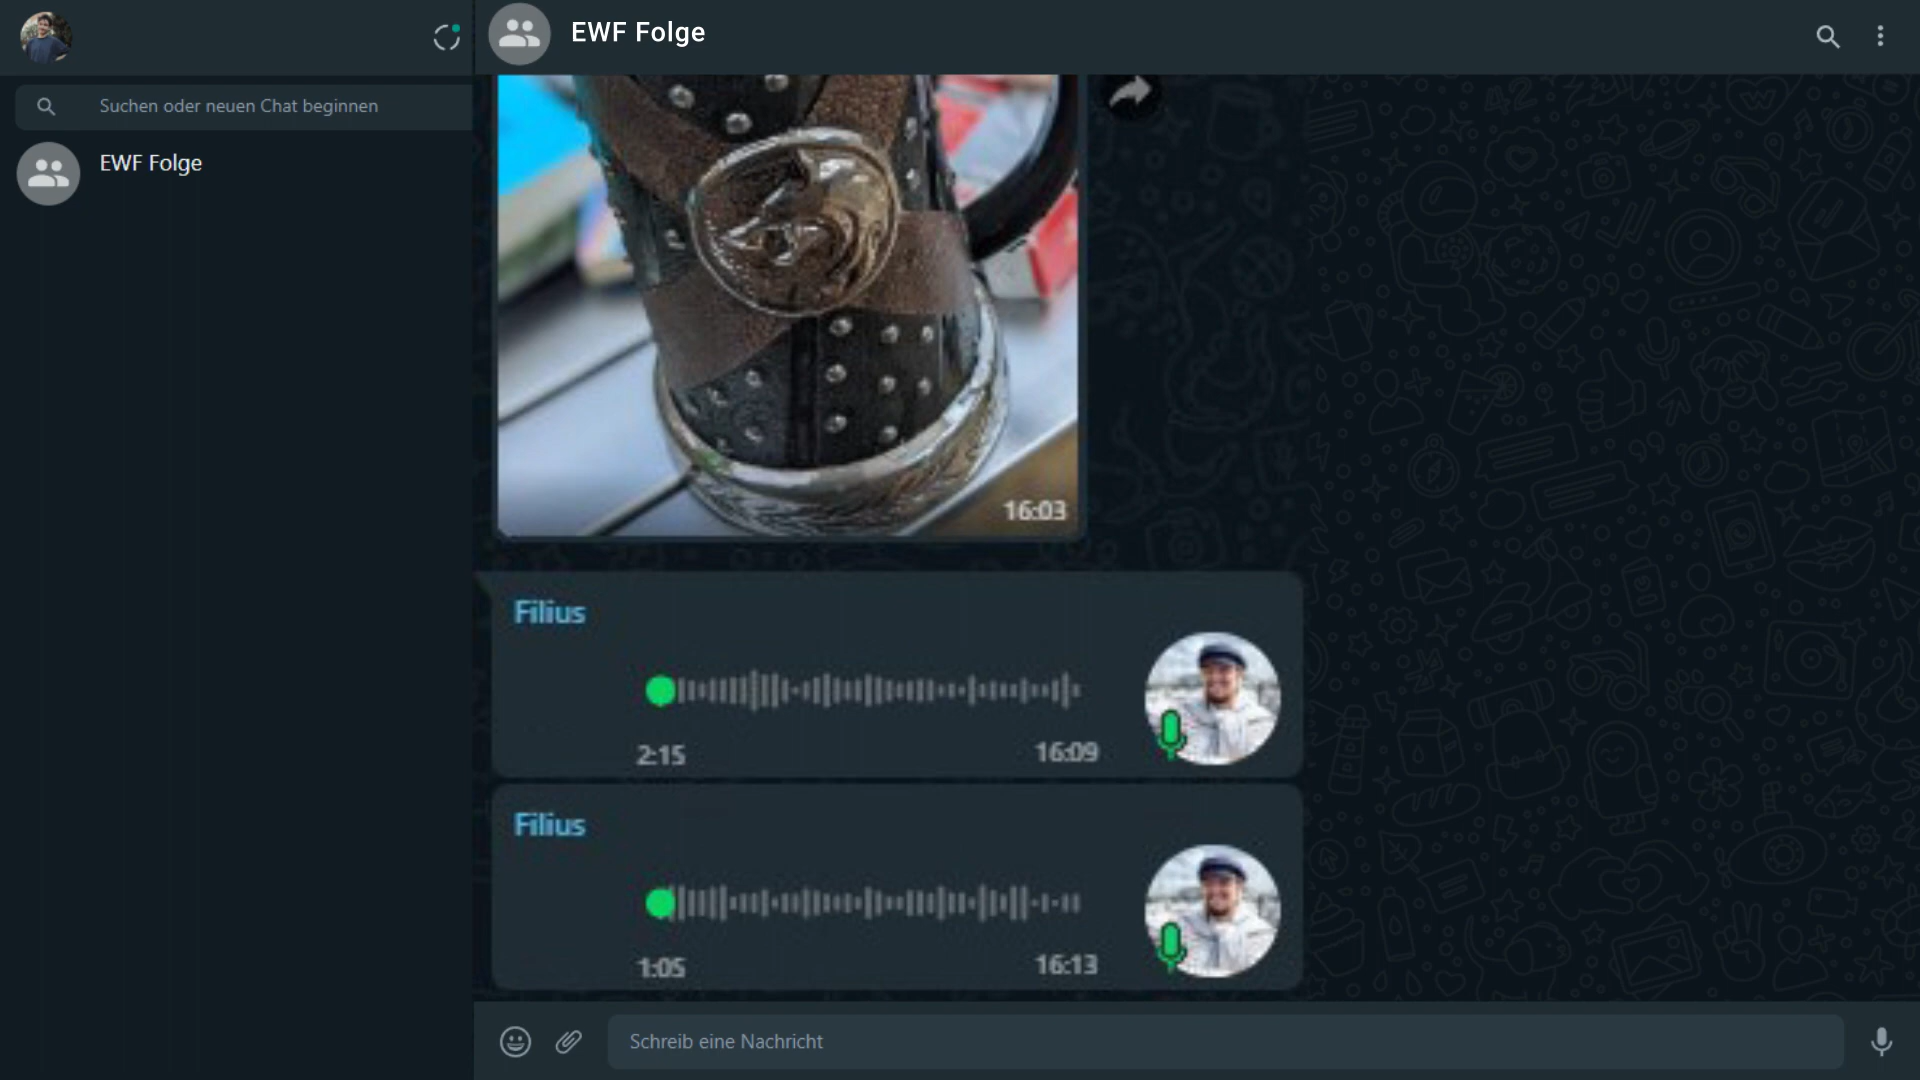 EWF Folge
Suchen oder neuen Chat beginnen
EWF Folge
16:03
Filius
2:15
16:09
Filius
1:05
16:13
Schreib eine Nachricht